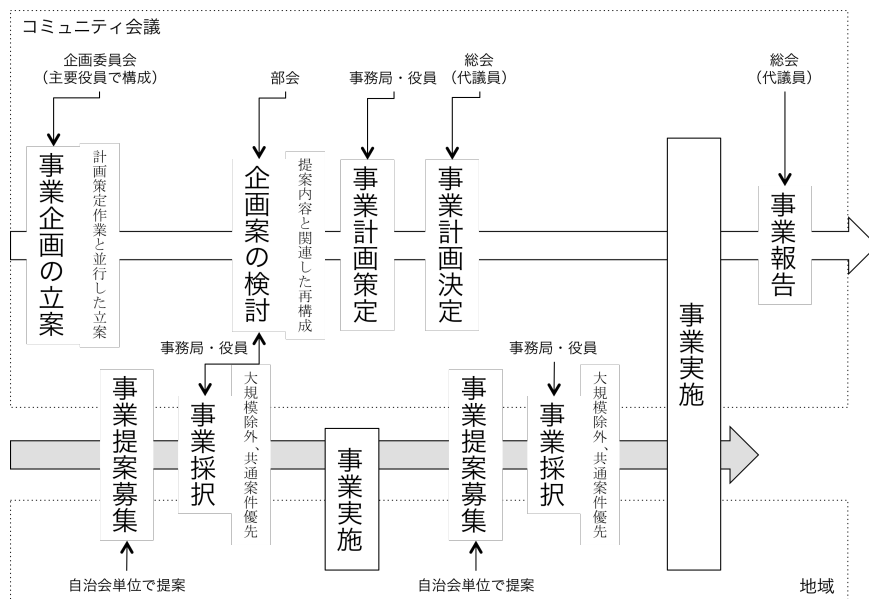 コミュニティ会議
企画委員会
（主要役員で構成）
部会
事務局・役員
総会
（代議員）
総会
（代議員）
事業企画の立案
計画策定作業と並行した立案
企画案の検討
提案内容と関連した再構成
事業計画策定
事業計画決定
事業実施
事業報告
事務局・役員
事務局・役員
事業提案募集
事業採択
大規模除外、共通案件優先
事業実施
事業提案募集
事業採択
大規模除外、共通案件優先
自治会単位で提案
自治会単位で提案
地域